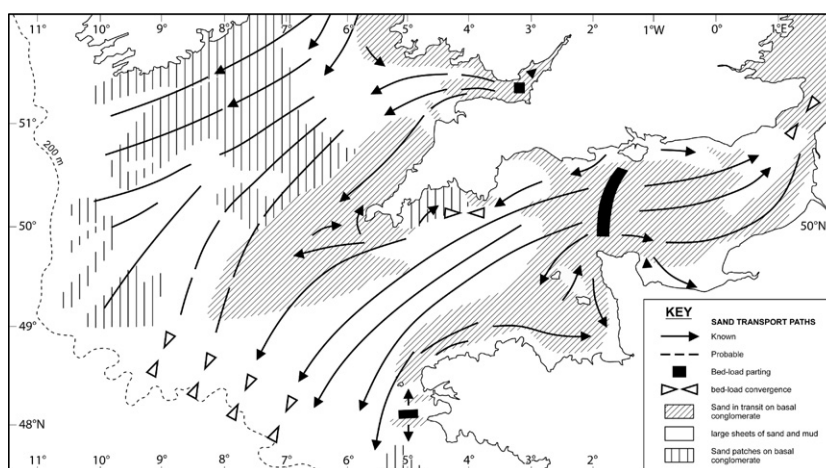 11° 10° 9° 8° 7° 6° 5° 4° 3° 2° 1°W 0° 1°E
51°
200 m
50° 50°N
49°
48°N
KEY
SAND TRANSPORT PATHS
Known
Probable
Bed-load parting
bed-load convergence
Sand in transit on basal
conglomerate
large sheets of sand and mud
Sand patches on basal
conglomerate
11° 10° 9° 8° 7° 6° 5° 4° 3° 2° 1° 0° 1°